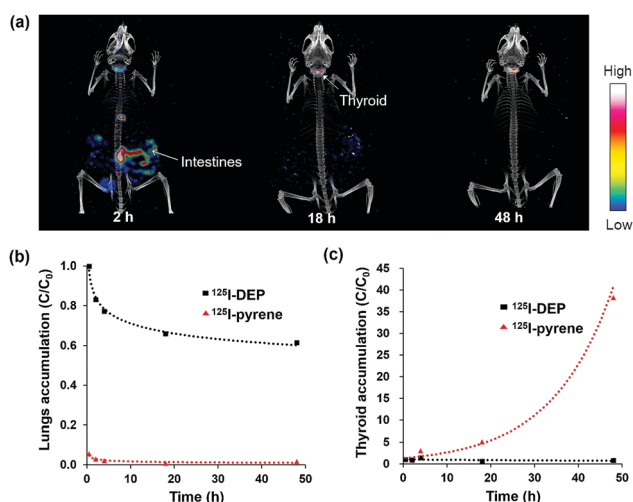 (a)
High
Thyroid
Intestines
Low
2 h
18 h
48 h
(b)
(c)
Lungs accumulation (C/C₀)
1.0
0.8
0.6
0.4
0.2
0.0
¹²⁵I-DEP
¹²⁵I-pyrene
0
10
20
30
40
50
Time (h)
Thyroid accumulation (C/C₀)
45
40
35
30
25
20
15
10
5
0
¹²⁵I-DEP
¹²⁵I-pyrene
0
10
20
30
40
50
Time (h)